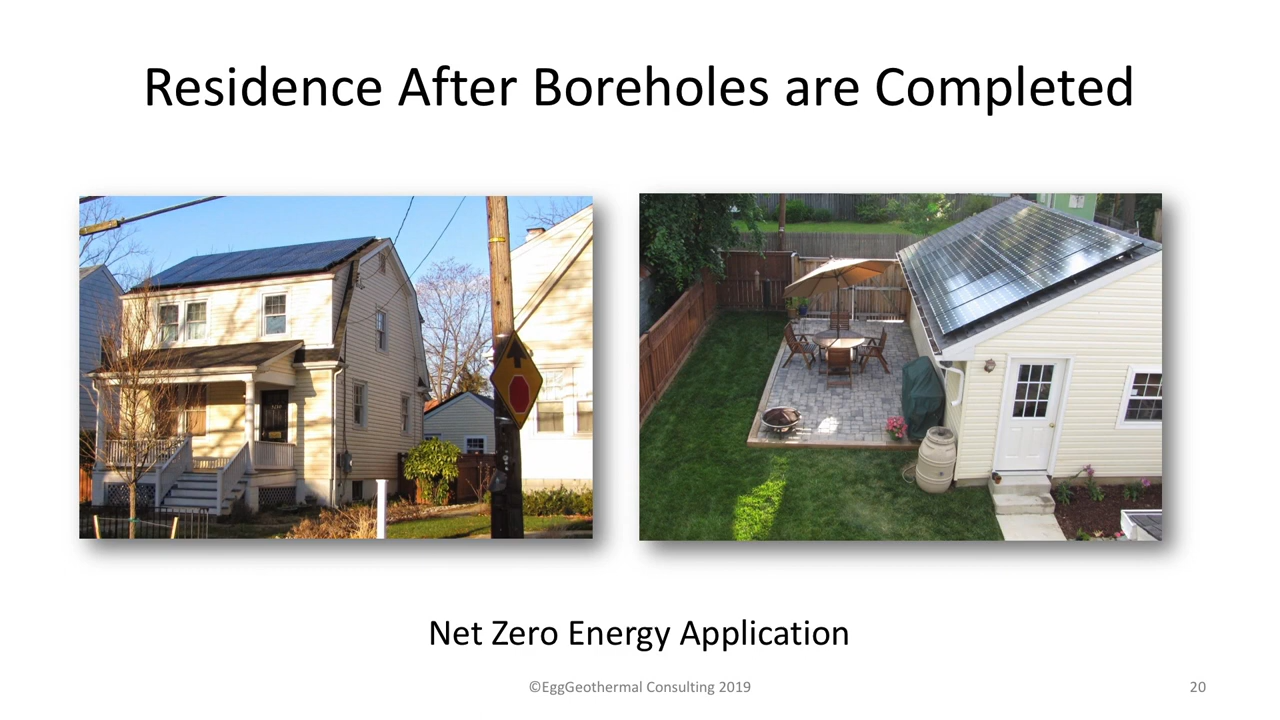 Residence After Boreholes are Completed
Net Zero Energy Application
©EggGeothermal Consulting 2019
20